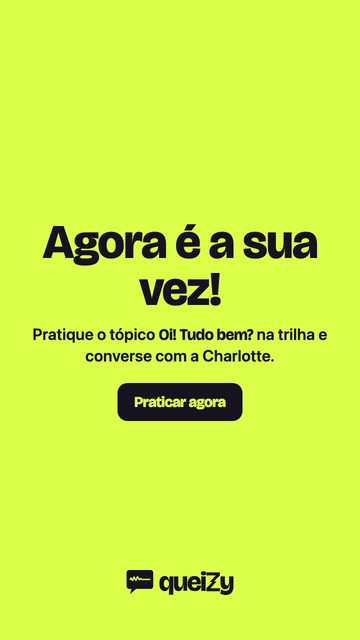 Agora é a sua
vez!
Pratique o tópico Oi! Tudo bem? na trilha e
converse com a Charlotte.
Praticar agora
queiZy